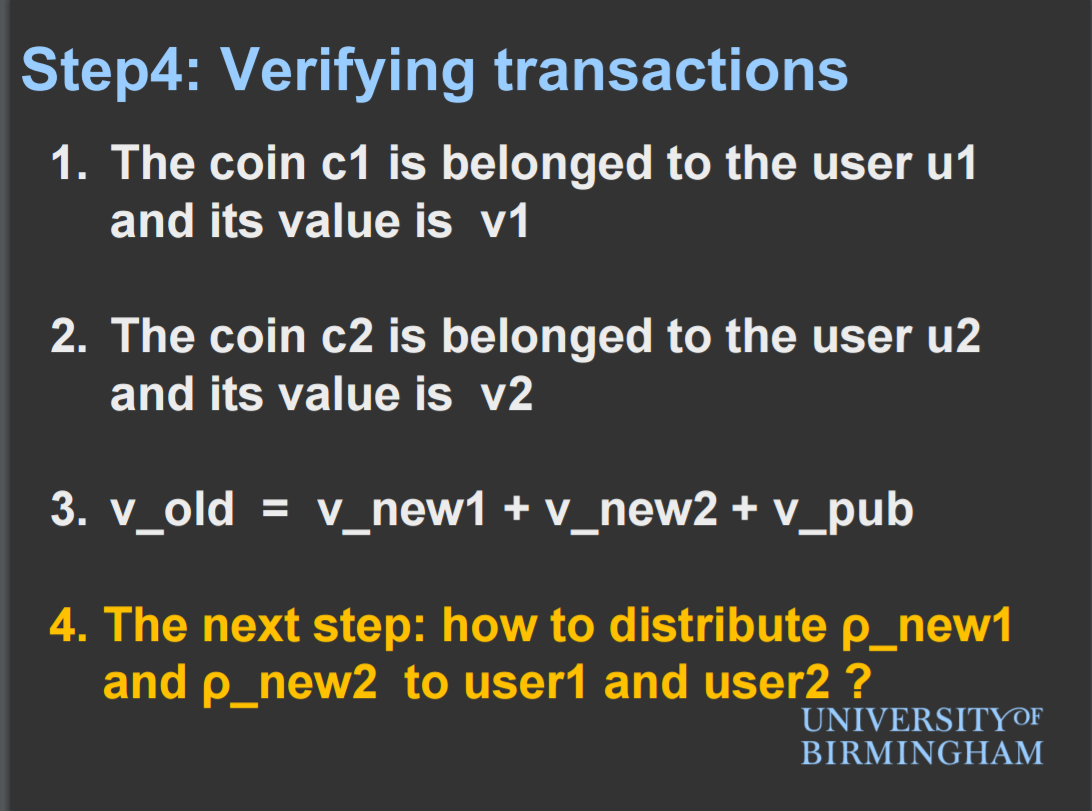 Step4: Verifying transactions
1. The coin c1 is belonged to the user u1
and its value is v1
2. The coin c2 is belonged to the user u2
and its value is v2
3. v_old = v_new1 + v_new2 + v_pub
4. The next step: how to distribute ρ_new1
and ρ_new2 to user1 and user2 ?
UNIVERSITYOF
BIRMINGHAM